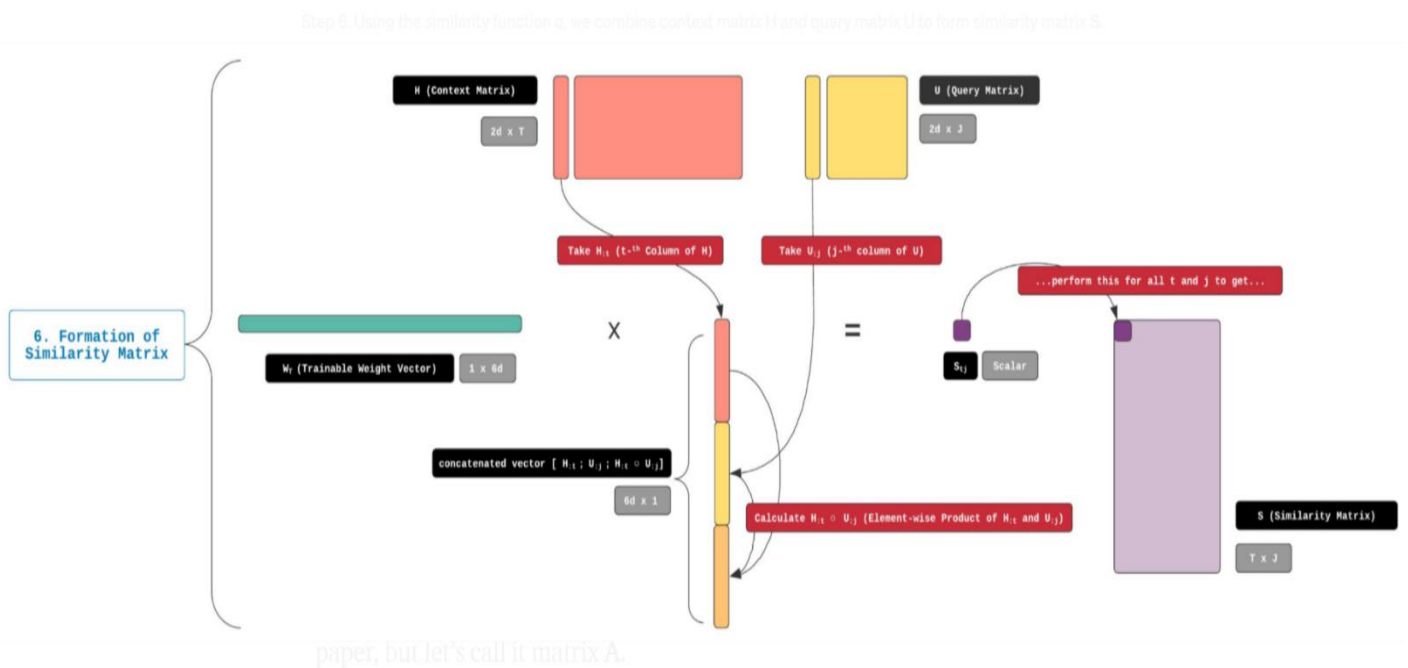 Step 6. Using the similarity function α, we combine context matrix H and query matrix U to form similarity matrix S.
H (Context Matrix)
2d x T
U (Query Matrix)
2d x J
Take H:t (t-th Column of H)
Take U:j (j-th column of U)
...perform this for all t and j to get...
6. Formation of
Similarity Matrix
X
=
WT (Trainable Weight Vector)
1 x 6d
Stj
Scalar
concatenated vector [ H:t ; U:j ; H:t ○ U:j]
6d x 1
Calculate H:t ○ U:j (Element-wise Product of H:t and U:j)
S (Similarity Matrix)
T x J
paper, but let's call it matrix A.